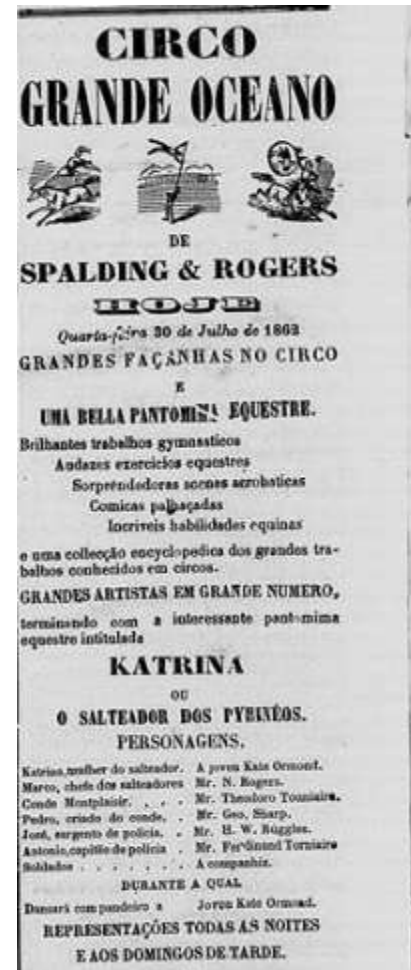 CIRCO
GRANDE OCEANO
DE
SPALDING & ROGERS
HOJE
Quarta-feira 30 de Julho de 1862
GRANDES FAÇANHAS NO CIRCO
E
UMA BELLA PANTOMIMA EQUESTRE.
Brilhantes trabalhos gymnasticos
Audazes exercicios equestres
Sorprendedoras scenas acrobaticas
Comicas palhaçadas
Incriveis habilidades equinas
e uma collecção encyclopedica dos grandes tra-
balhos conhecidos em circos.
GRANDES ARTISTAS EM GRANDE NUMERO,
terminando com a interessante pantomima
equestre intitulada
KATRINA
OU
O SALTEADOR DOS PYRINÉOS.
PERSONAGENS.
Katrina, mulher do salteador. A joven Kate Ormond.
Marco, chefe dos salteadores Mr. N. Rogers.
Conde Montplaisir. . . . Mr. Theodoro Tourniaire.
Pedro, criado do conde. . Mr. Geo. Sharp.
José, sargento de policia. . Mr. H. W. Ruggles.
Antonio, capitão de policia . Mr. Ferdinand Torniaire
Soldados . . . . . . . A companhia.
DURANTE A QUAL
Dansará com pandeiro a Joven Kate Ormond.
REPRESENTAÇÕES TODAS AS NOITES
E AOS DOMINGOS DE TARDE.